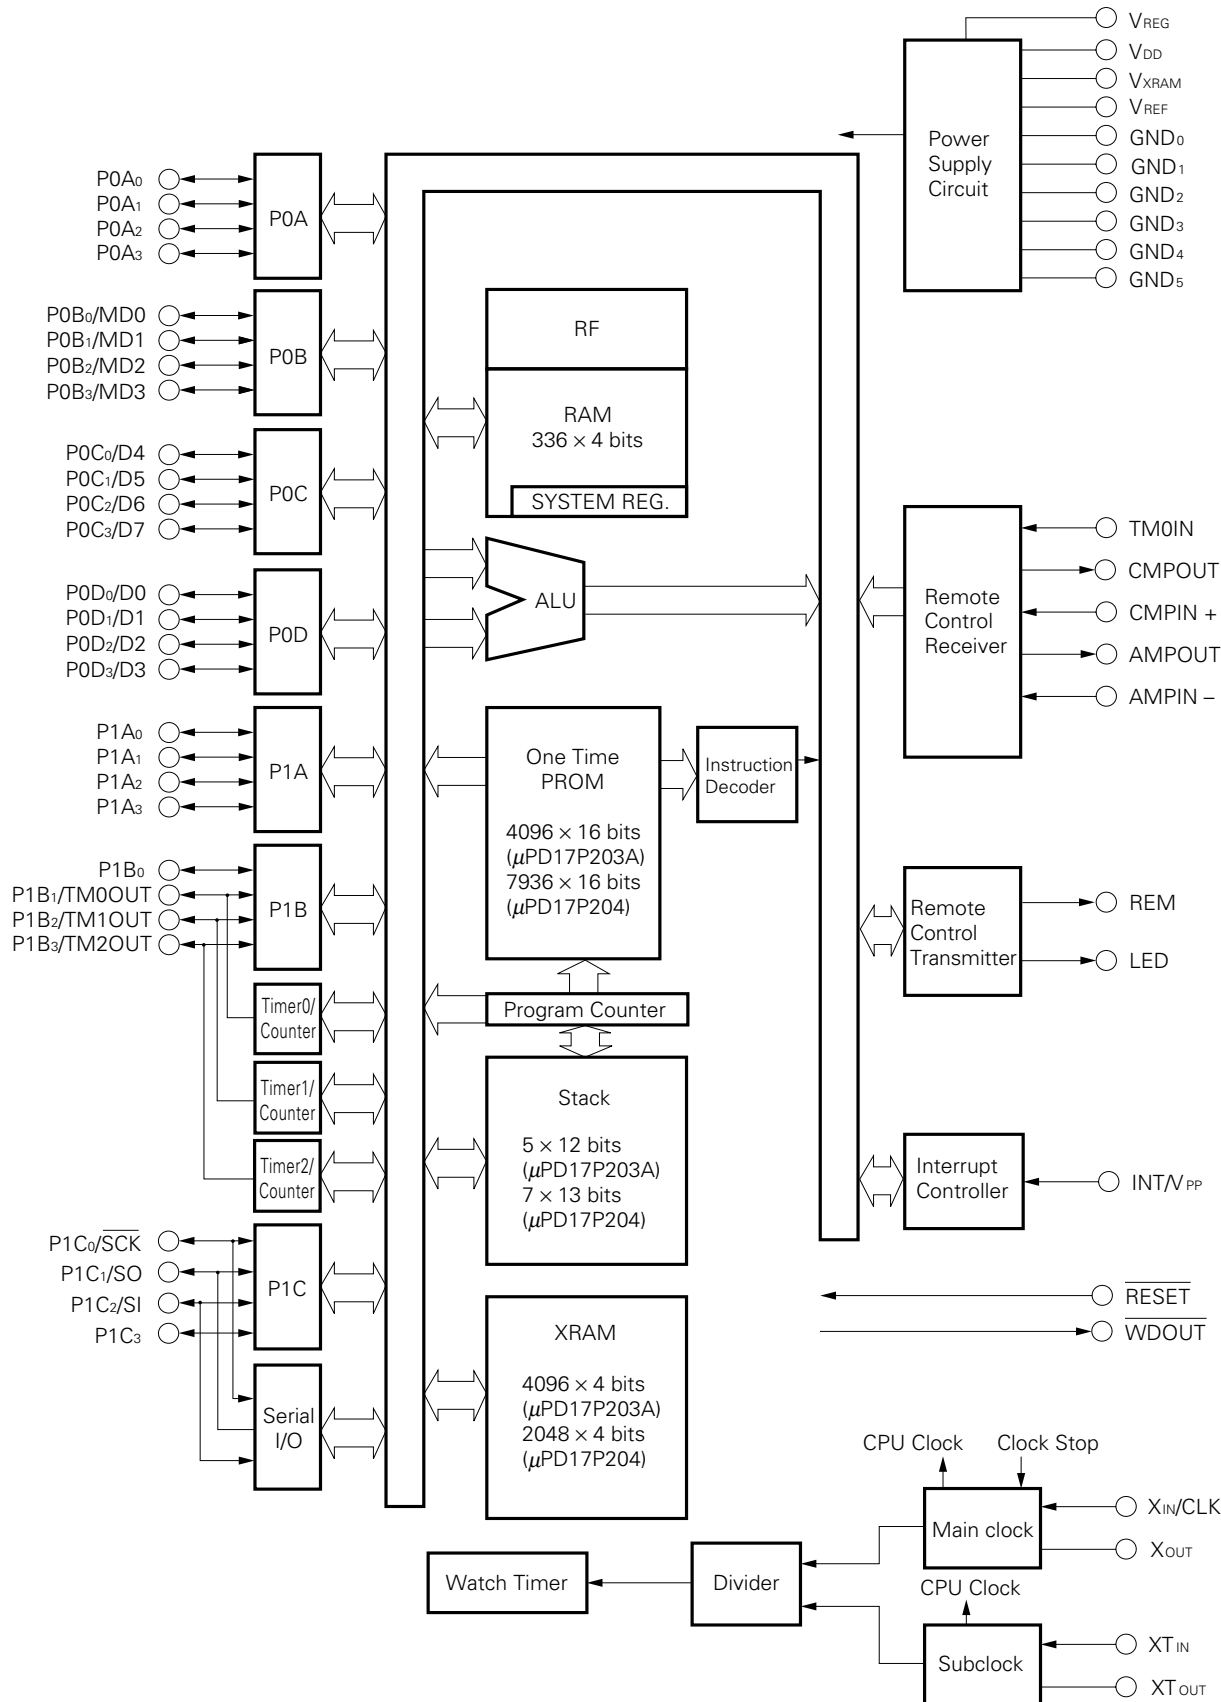 VREG
VDD
VXRAM
VREF
GND0
GND1
GND2
GND3
GND4
GND5
Power
Supply
Circuit
P0A0
P0A1
P0A2
P0A3
P0A
P0B0/MD0
P0B1/MD1
P0B2/MD2
P0B3/MD3
P0B
P0C0/D4
P0C1/D5
P0C2/D6
P0C3/D7
P0C
P0D0/D0
P0D1/D1
P0D2/D2
P0D3/D3
P0D
P1A0
P1A1
P1A2
P1A3
P1A
P1B0
P1B1/TM0OUT
P1B2/TM1OUT
P1B3/TM2OUT
P1B
Timer0/
Counter
Timer1/
Counter
Timer2/
Counter
P1C0/SCK
P1C1/SO
P1C2/SI
P1C3
P1C
Serial
I/O
RF
RAM
336 × 4 bits
SYSTEM REG.
ALU
One Time
PROM
4096 × 16 bits
(μPD17P203A)
7936 × 16 bits
(μPD17P204)
Instruction
Decoder
Program Counter
Stack
5 × 12 bits
(μPD17P203A)
7 × 13 bits
(μPD17P204)
XRAM
4096 × 4 bits
(μPD17P203A)
2048 × 4 bits
(μPD17P204)
Remote
Control
Receiver
TM0IN
CMPOUT
CMPIN +
AMPOUT
AMPIN –
Remote
Control
Transmitter
REM
LED
Interrupt
Controller
INT/VPP
RESET
WDOUT
CPU Clock
Clock Stop
Main clock
XIN/CLK
XOUT
Watch Timer
Divider
CPU Clock
Subclock
XTIN
XTOUT